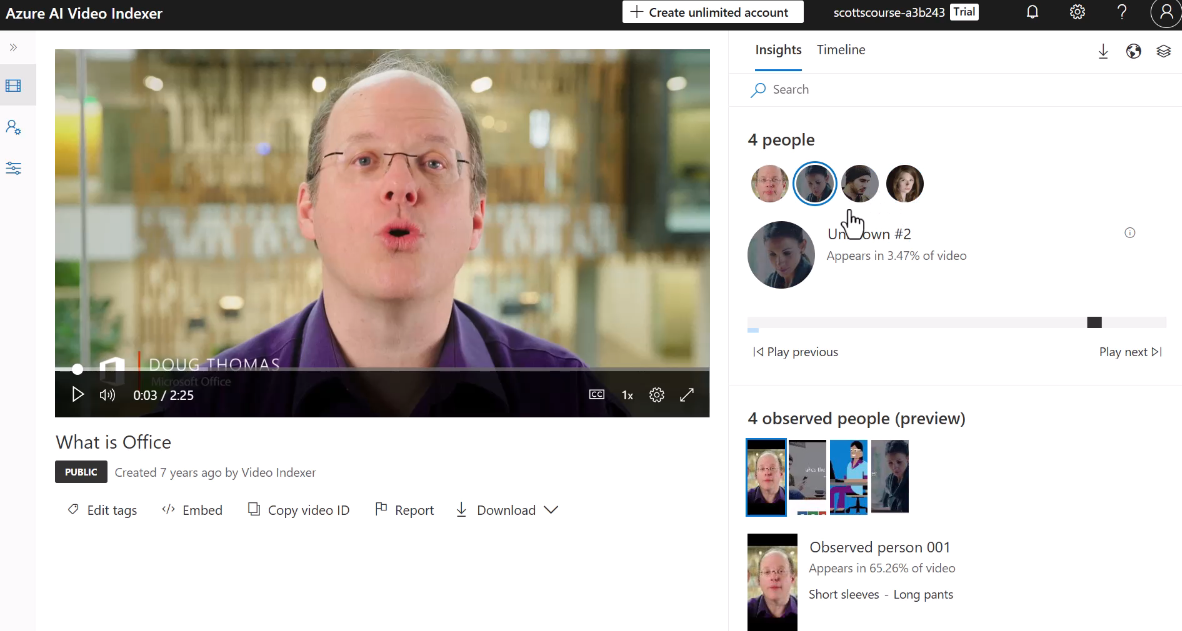 Azure AI Video Indexer
Create unlimited account
scottscourse-a3b243 Trial
Insights Timeline
Search
4 people
#2
Appears in 3.47% of video
Play previous
Play next
DOUG THOMAS
Microsoft Office
CC 1x
0:03 / 2:25
What is Office
PUBLIC Created 7 years ago by Video Indexer
Edit tags Embed Copy video ID Report Download
4 observed people (preview)
Observed person 001
Appears in 65.26% of video
Short sleeves - Long pants